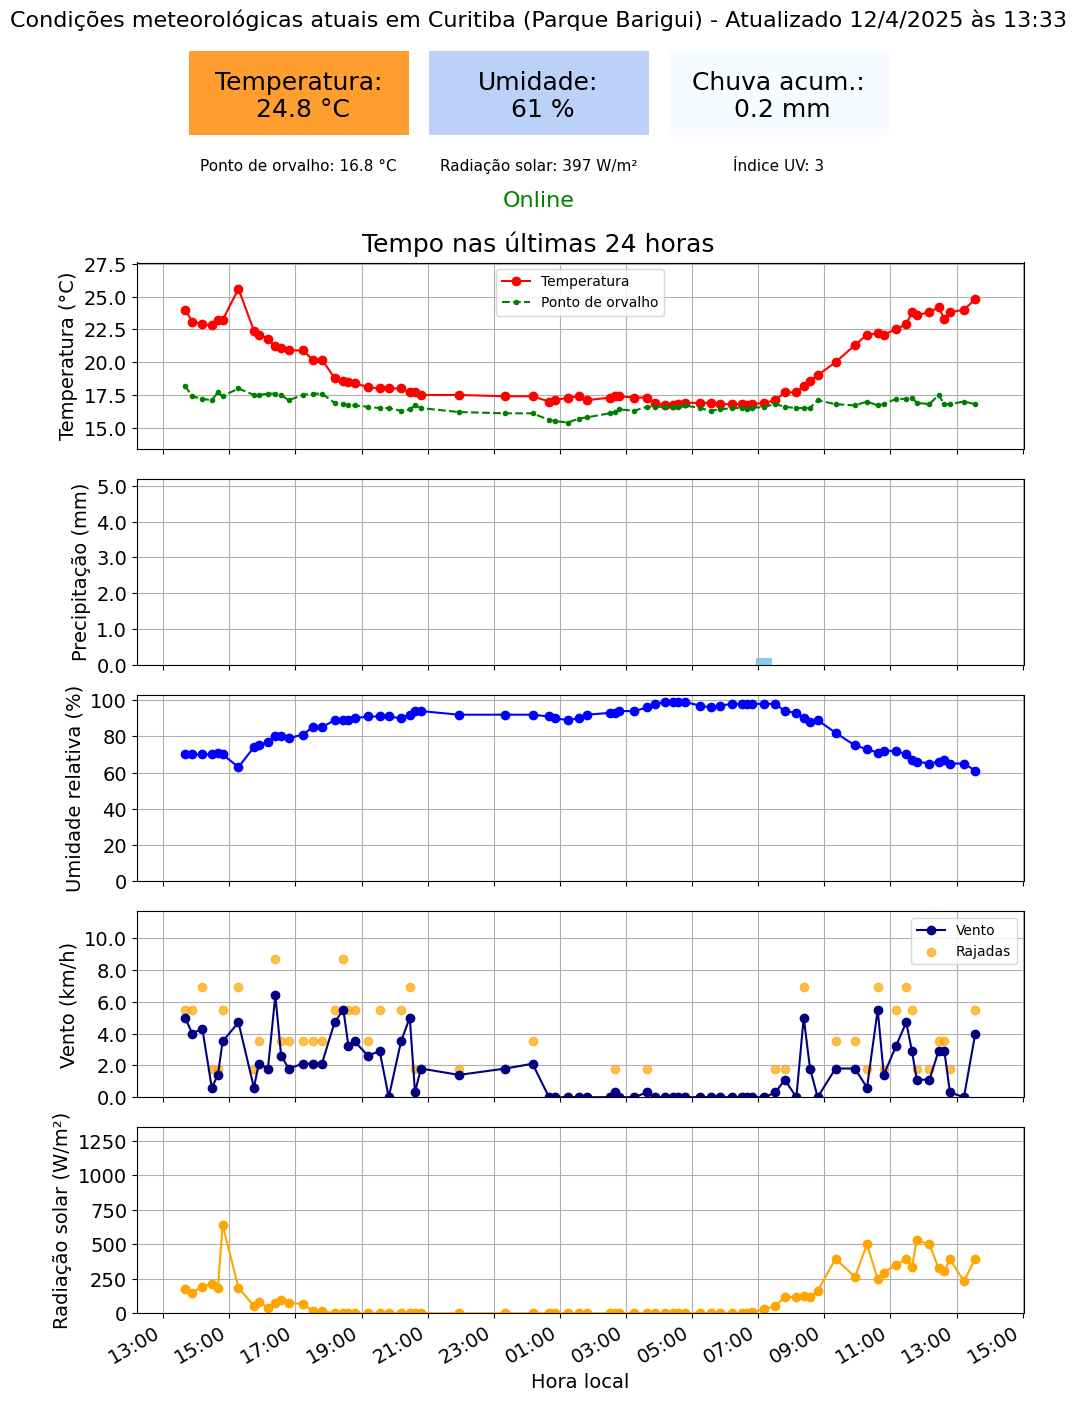 Condições meteorológicas atuais em Curitiba (Parque Barigui) - Atualizado 12/4/2025 às 13:33
Temperatura:
24.8 °C
Umidade:
61 %
Chuva acum.:
0.2 mm
Ponto de orvalho: 16.8 °C
Radiação solar: 397 W/m²
Índice UV: 3
Online
Tempo nas últimas 24 horas
Temperatura (°C)
27.5
25.0
22.5
20.0
17.5
15.0
Temperatura
Ponto de orvalho
Precipitação (mm)
5.0
4.0
3.0
2.0
1.0
0.0
Umidade relativa (%)
100
80
60
40
20
0
Vento (km/h)
10.0
8.0
6.0
4.0
2.0
0.0
Vento
Rajadas
Radiação solar (W/m²)
1250
1000
750
500
250
0
13:00
15:00
17:00
19:00
21:00
23:00
01:00
03:00
05:00
07:00
09:00
11:00
13:00
15:00
Hora local